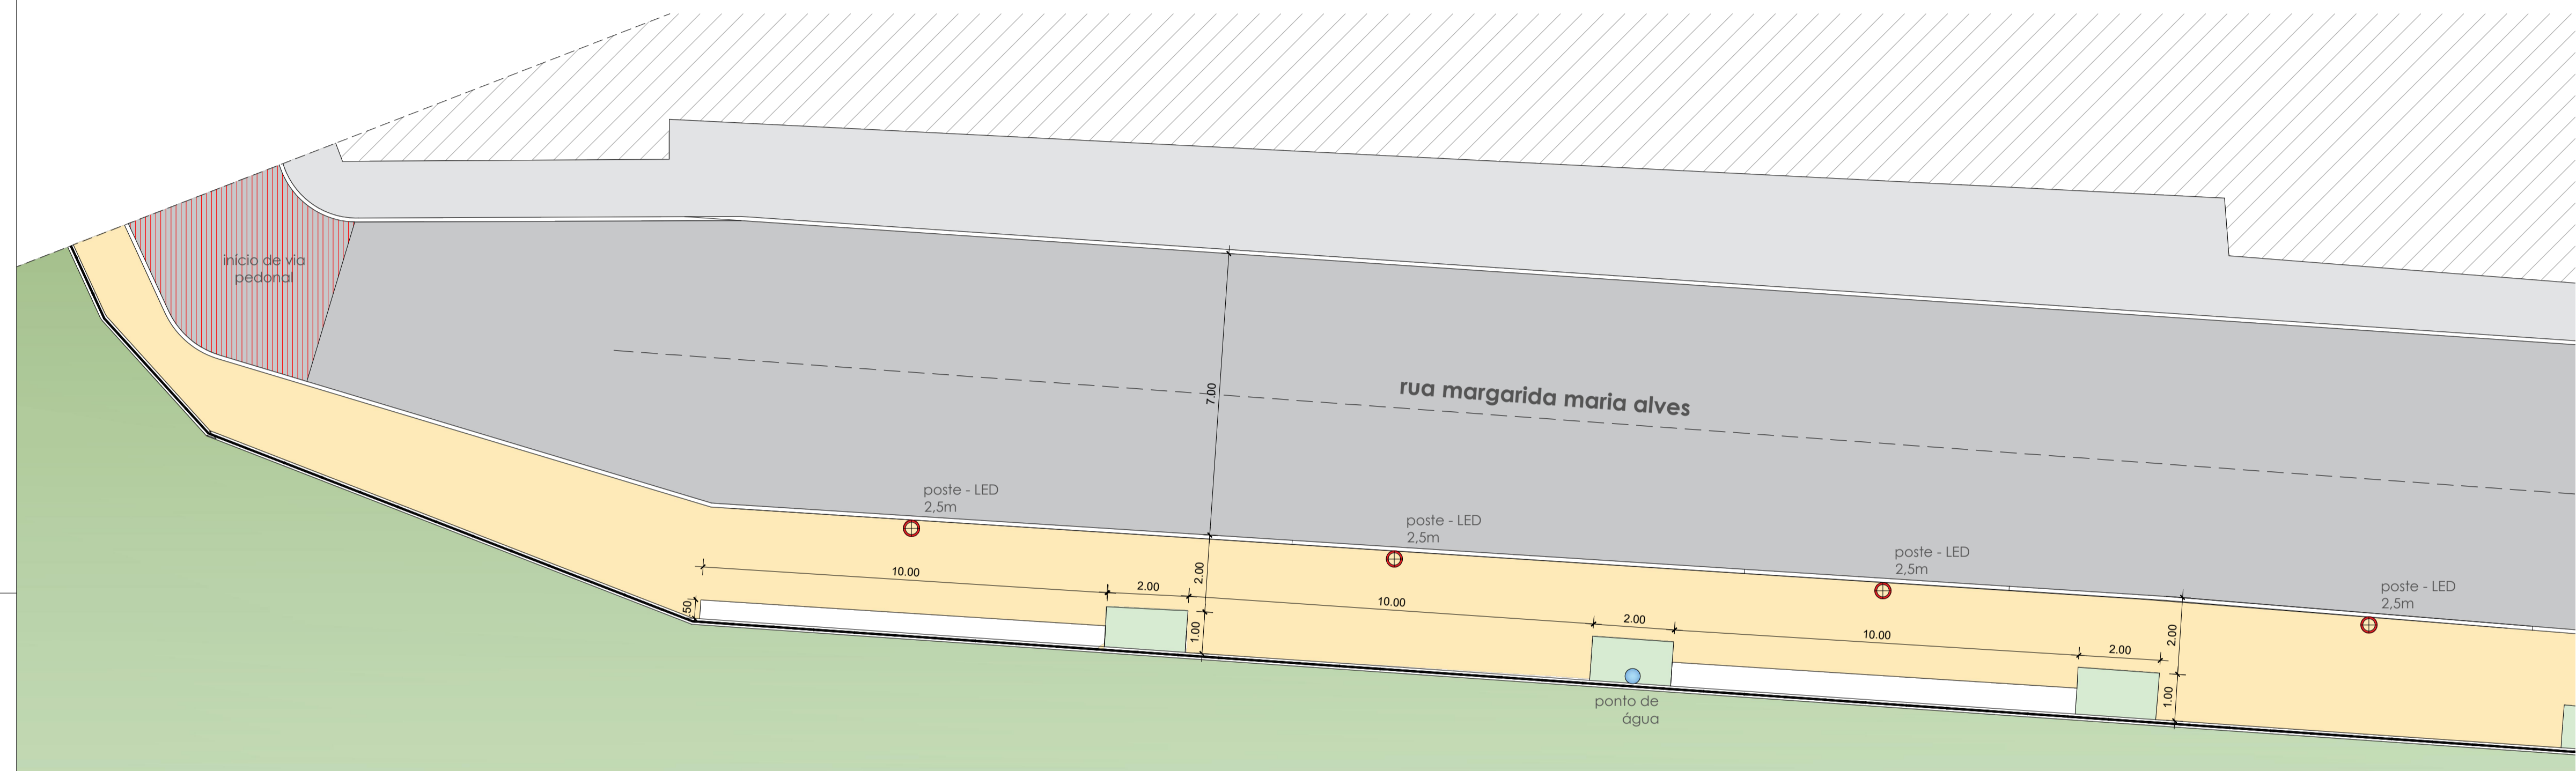 início de via
pedonal
7.00
rua margarida maria alves
poste - LED
2,5m
poste - LED
2,5m
poste - LED
2,5m
poste - LED
2,5m
10.00
2.00
2.00
10.00
2.00
10.00
2.00
2.00
.50
1.00
1.00
ponto de
água